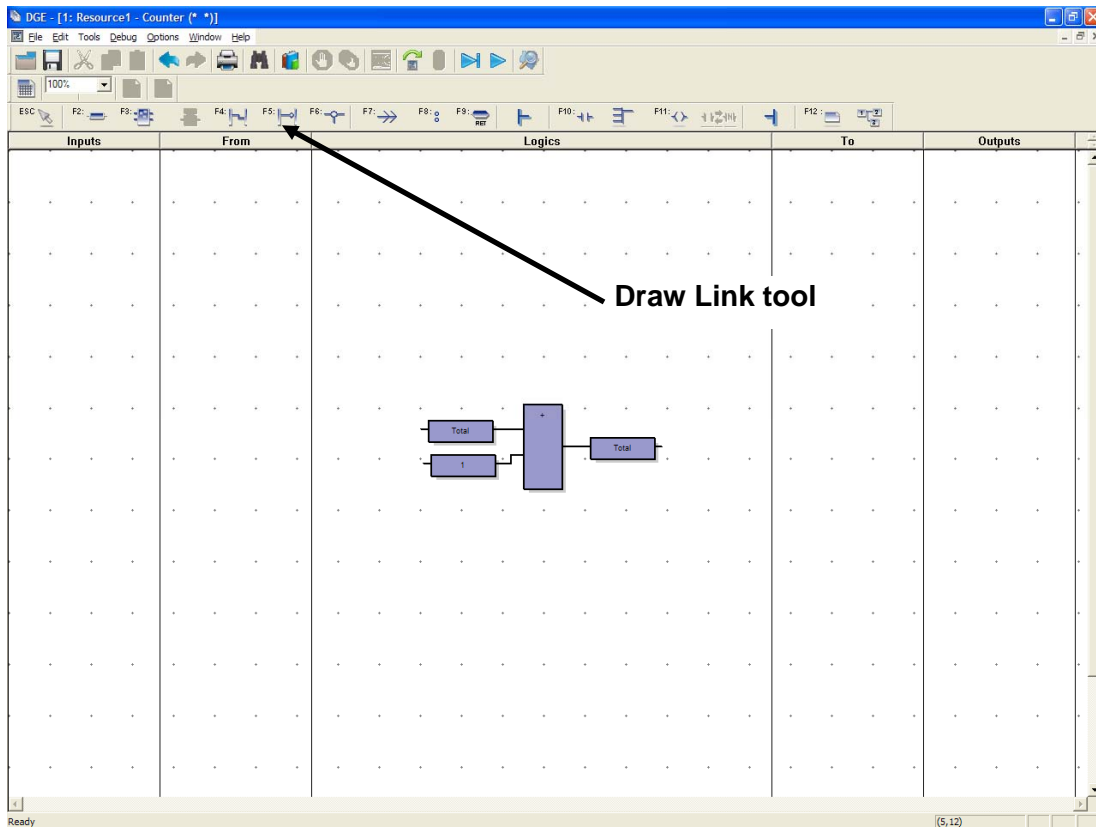 DGE - [1: Resource1 - Counter (* *)]
File Edit Tools Debug Options Window Help
100%
ESC F2: F3: F4: F5: F6: F7: F8: F9: RET F10: F11: F12:
Inputs From Logics To Outputs
Draw Link tool
+
Total
Total
1
Ready (5,12)